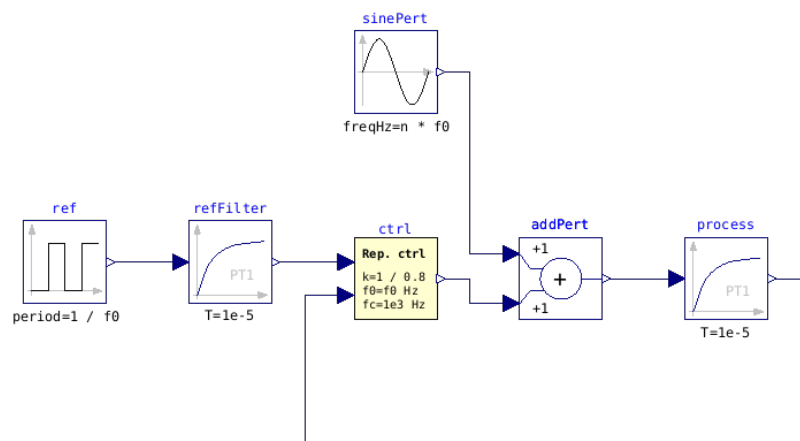 sinePert
freqHz=n * f0
ref
period=1 / f0
refFilter
PT1
T=1e-5
ctrl
Rep. ctrl
k=1 / 0.8
f0=f0 Hz
fc=1e3 Hz
addPert
+1
+
+1
process
PT1
T=1e-5